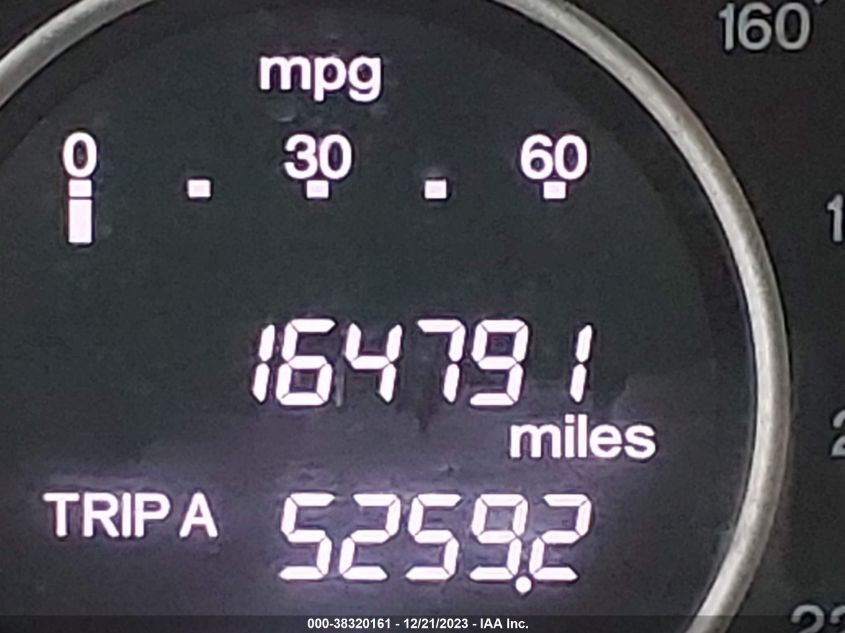 160
mpg
0 30 60
164791
miles
TRIP A 5259.2
000-38320161 - 12/21/2023 - IAA Inc.